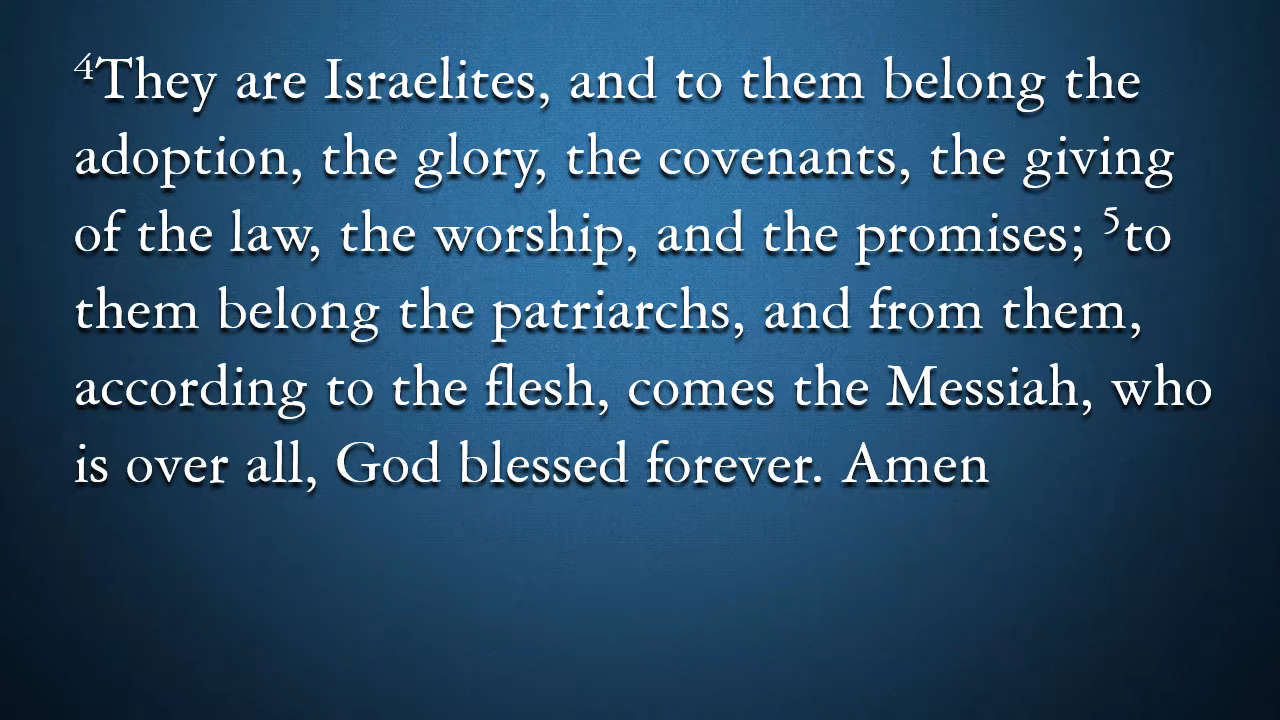 ⁴They are Israelites, and to them belong the
adoption, the glory, the covenants, the giving
of the law, the worship, and the promises; ⁵to
them belong the patriarchs, and from them,
according to the flesh, comes the Messiah, who
is over all, God blessed forever. Amen